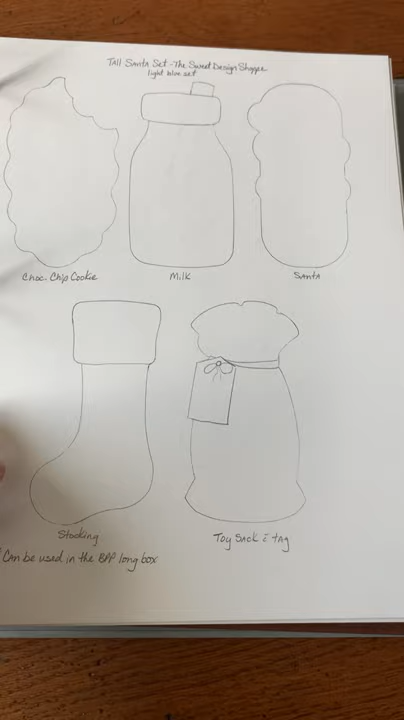 Tall Santa Set - The Sweet Design Shoppe
light blue set
Choc. Chip Cookie
Milk
Santa
Stocking
Toy Sack c̄ tag
Can be used in the BRP long box